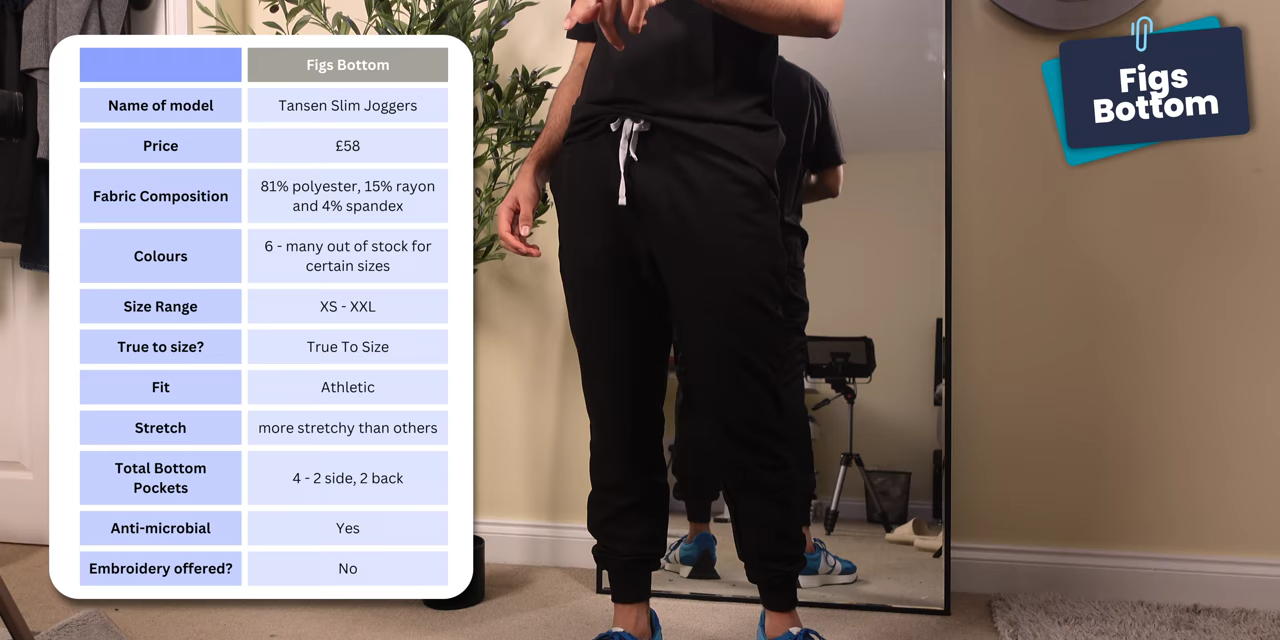 Figs Bottom
Name of model
Tansen Slim Joggers
Price
£58
Fabric Composition
81% polyester, 15% rayon
and 4% spandex
Colours
6 - many out of stock for
certain sizes
Size Range
XS - XXL
True to size?
True To Size
Fit
Athletic
Stretch
more stretchy than others
Total Bottom
Pockets
4 - 2 side, 2 back
Anti-microbial
Yes
Embroidery offered?
No
Figs
Bottom